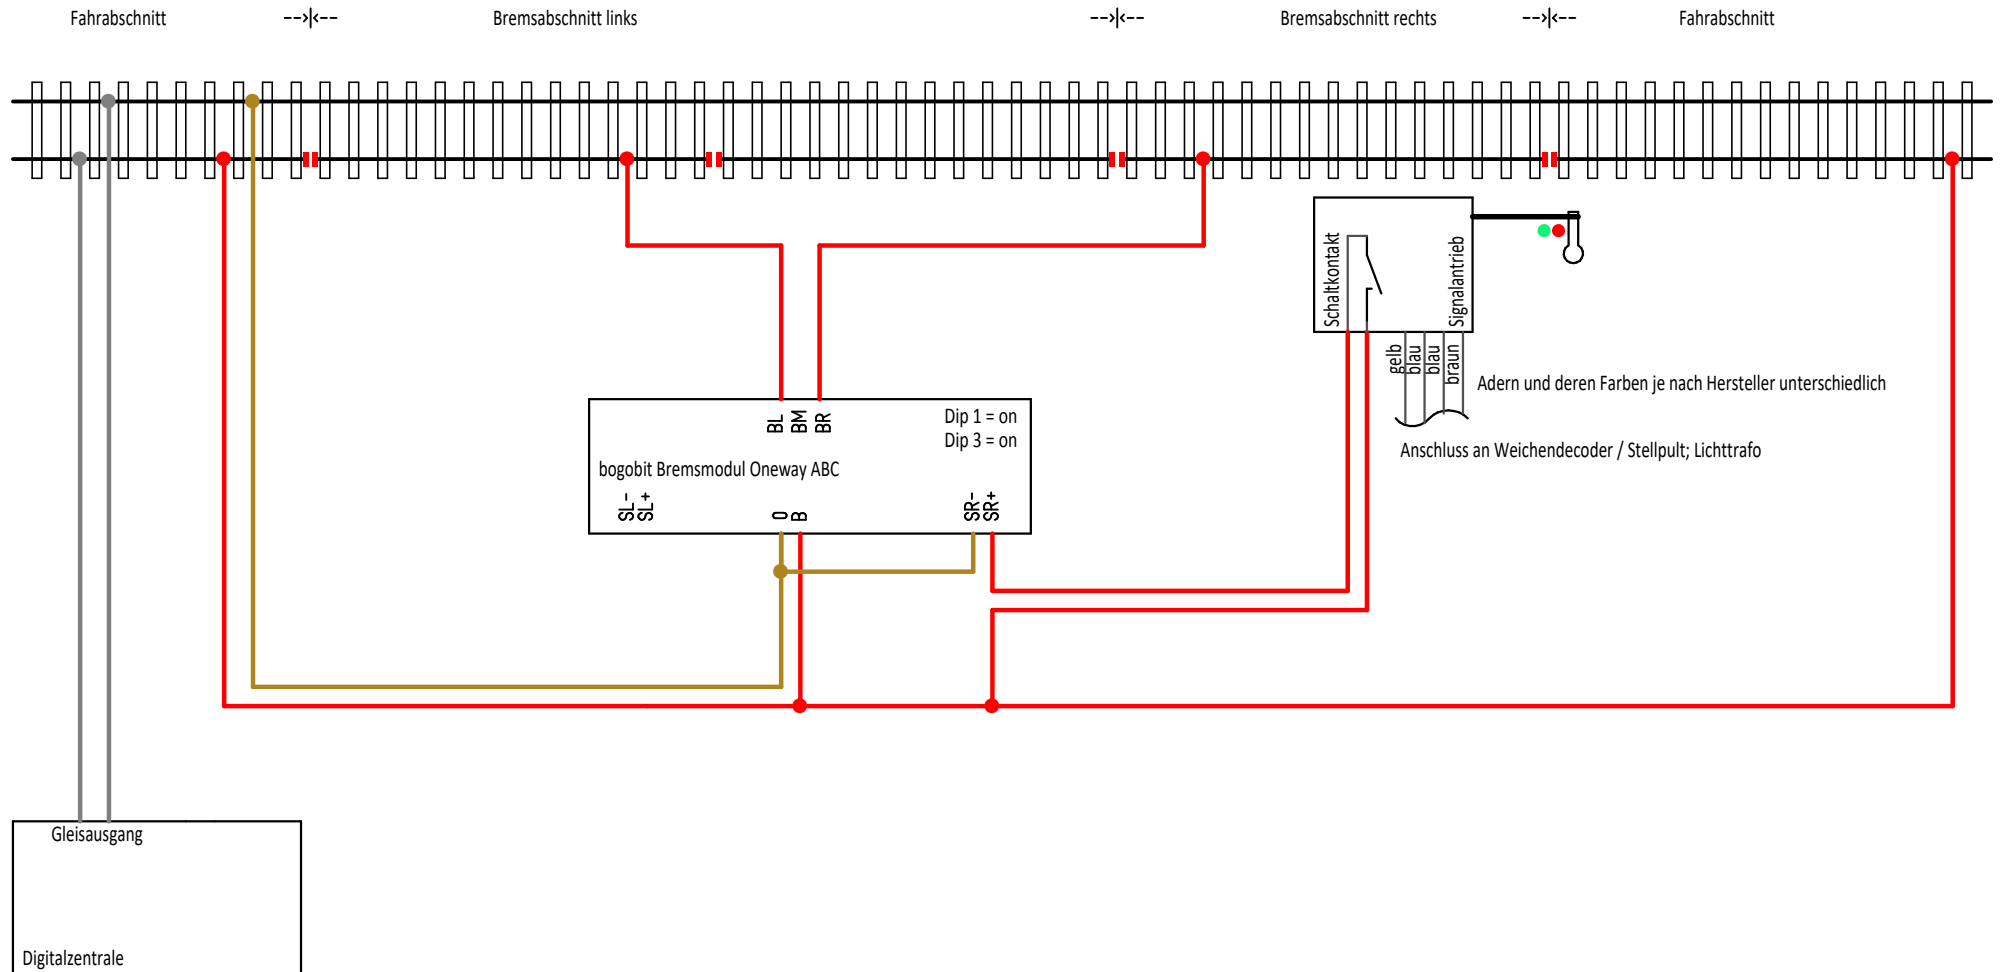 Fahrabschnitt
-->|<--
Bremsabschnitt links
-->|<--
Bremsabschnitt rechts
-->|<--
Fahrabschnitt
Schaltkontakt
Signalantrieb
gelb
blau
blau
braun
Adern und deren Farben je nach Hersteller unterschiedlich
Anschluss an Weichendecoder / Stellpult; Lichttrafo
BL
BM
BR
Dip 1 = on
Dip 3 = on
bogobit Bremsmodul Oneway ABC
SL-
SL+
0
B
SR-
SR+
Gleisausgang
Digitalzentrale